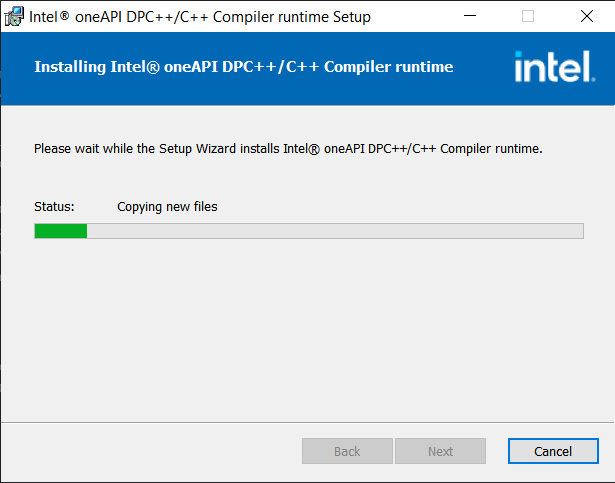 Intel® oneAPI DPC++/C++ Compiler runtime Setup
Installing Intel® oneAPI DPC++/C++ Compiler runtime
intel.
Please wait while the Setup Wizard installs Intel® oneAPI DPC++/C++ Compiler runtime.
Status: Copying new files
Back Next Cancel